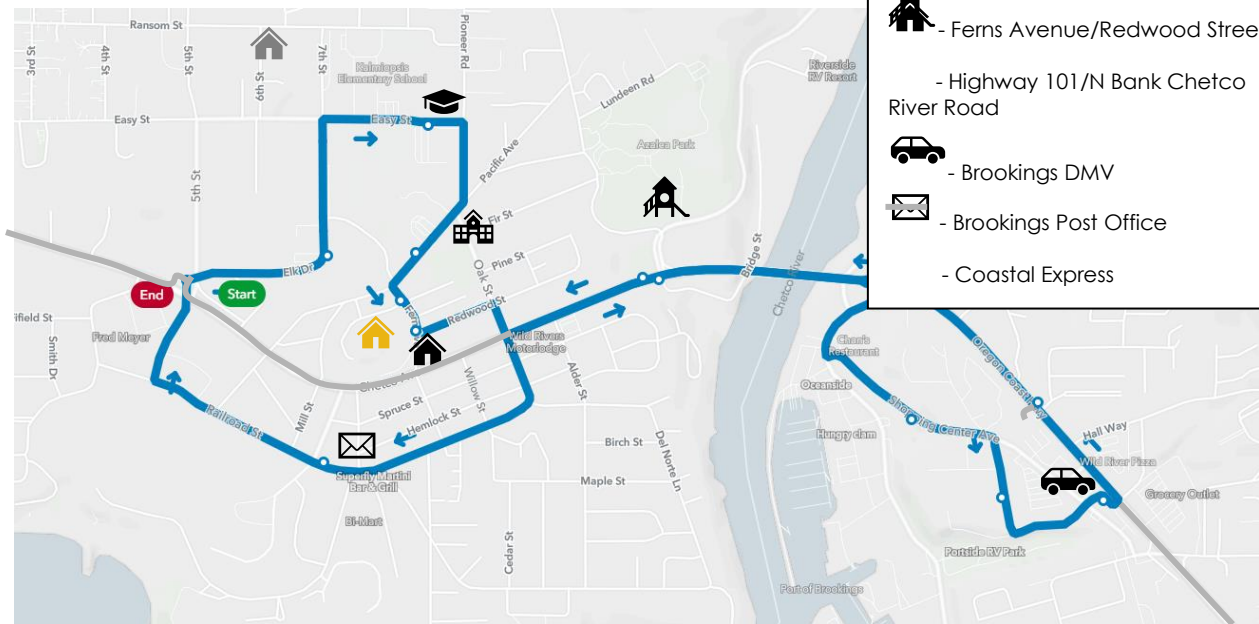 Ransom St
3rd St
4th St
5th St
6th St
7th St
Pioneer Rd
Kalmiopsis
Elementary School
Riverside
RV Resort
Lundeen Rd
Easy St
Easy St
Azalea Park
Pacific Ave
5th St
Fir St
Pine St
Oak St
Bridge St
Chetco River
Elk Dr
End
Start
Redwood St
Fred Meyer
Smith Dr
Wild Rivers
Motorlodge
Chetco
Mill St
Willow St
Alder St
Spruce St
Hemlock St
Railroad St
Birch St
Del Norte Ln
Maple St
Superfly Martini
Bar & Grill
Bi-Mart
Cedar St
Restaurant
Oceanside
Hungry clam
Oregon Coast Hwy
Center Ave
Hall Way
Wild River Pizza
Grocery Outlet
Portside RV Park
Port of Brookings
- Ferns Avenue/Redwood Stree
- Highway 101/N Bank Chetco
River Road
- Brookings DMV
- Brookings Post Office
- Coastal Express